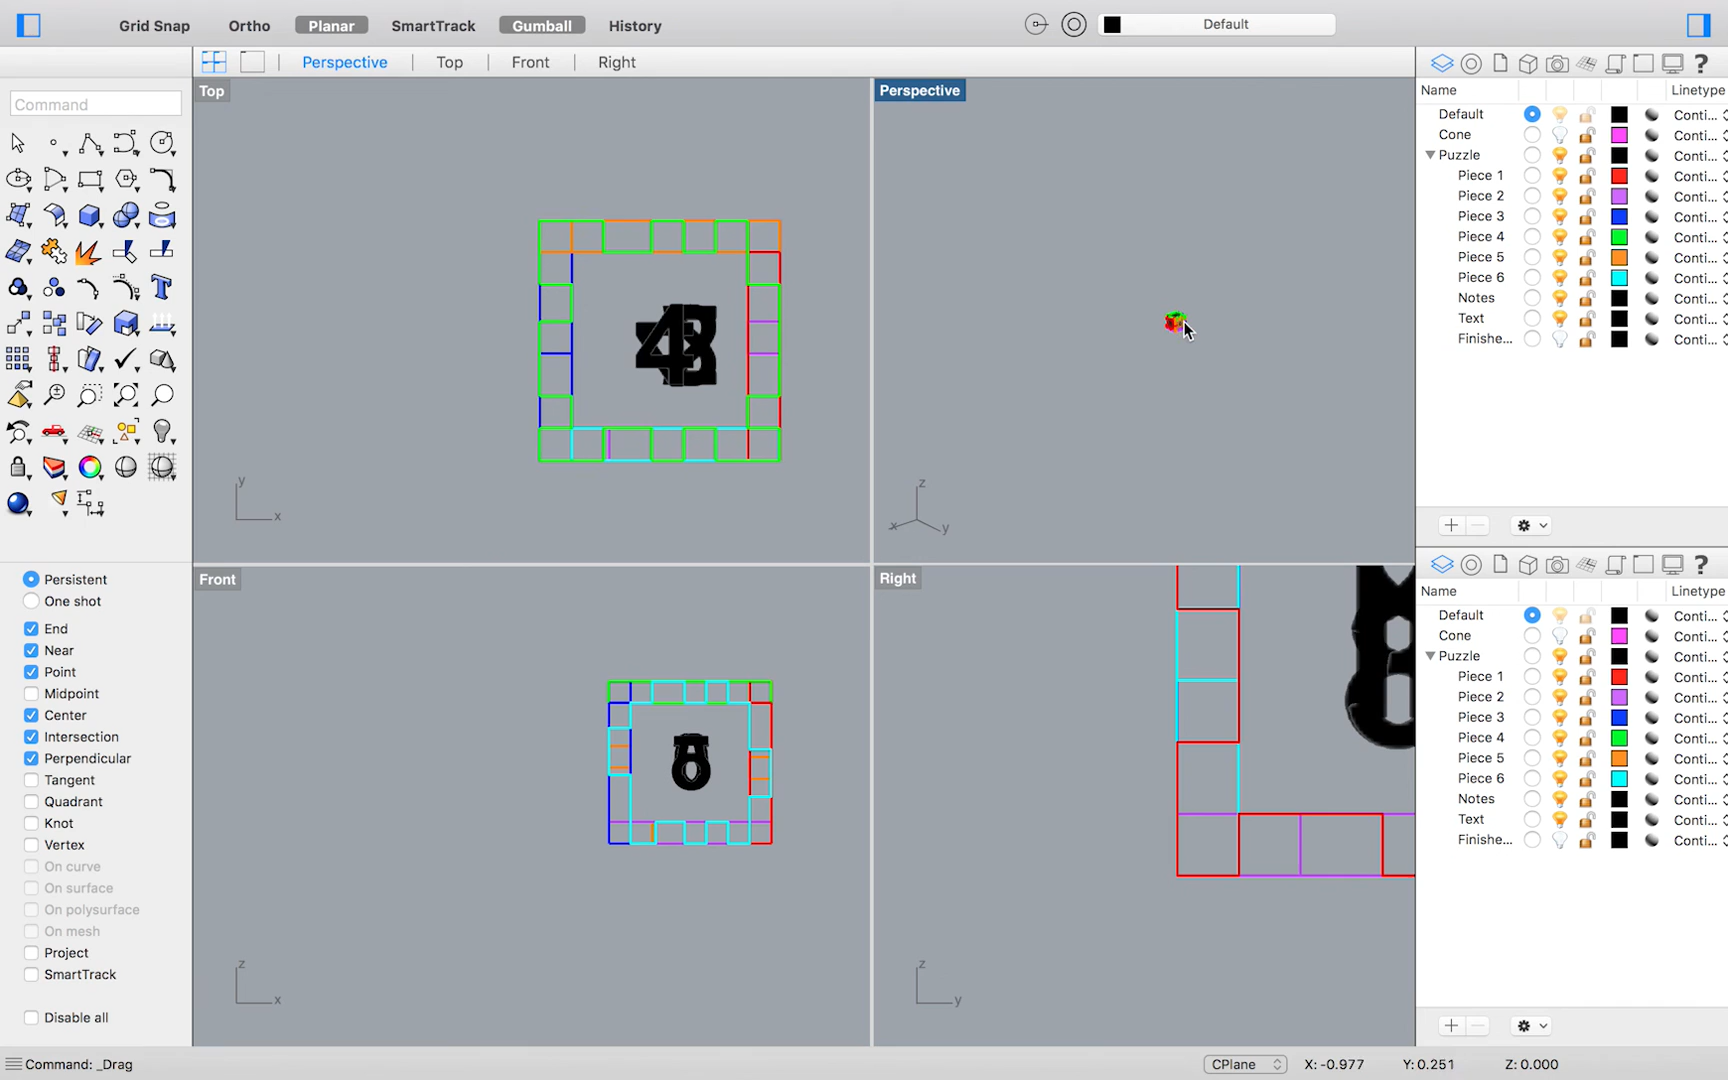 Grid Snap Ortho Planar SmartTrack Gumball History Default
Perspective Top Front Right
Command
Top
Perspective
Front
Right
z
x
y
y
x
z
x
z
y
43
8
8
Persistent
One shot
End
Near
Point
Midpoint
Center
Intersection
Perpendicular
Tangent
Quadrant
Knot
Vertex
On curve
On surface
On polysurface
On mesh
Project
SmartTrack
Disable all
Name Linetype
Default Conti...
Cone Conti...
Puzzle Conti...
Piece 1 Conti...
Piece 2 Conti...
Piece 3 Conti...
Piece 4 Conti...
Piece 5 Conti...
Piece 6 Conti...
Notes Conti...
Text Conti...
Finishe... Conti...
Name Linetype
Default Conti...
Cone Conti...
Puzzle Conti...
Piece 1 Conti...
Piece 2 Conti...
Piece 3 Conti...
Piece 4 Conti...
Piece 5 Conti...
Piece 6 Conti...
Notes Conti...
Text Conti...
Finishe... Conti...
Command: _Drag CPlane X: -0.977 Y: 0.251 Z: 0.000